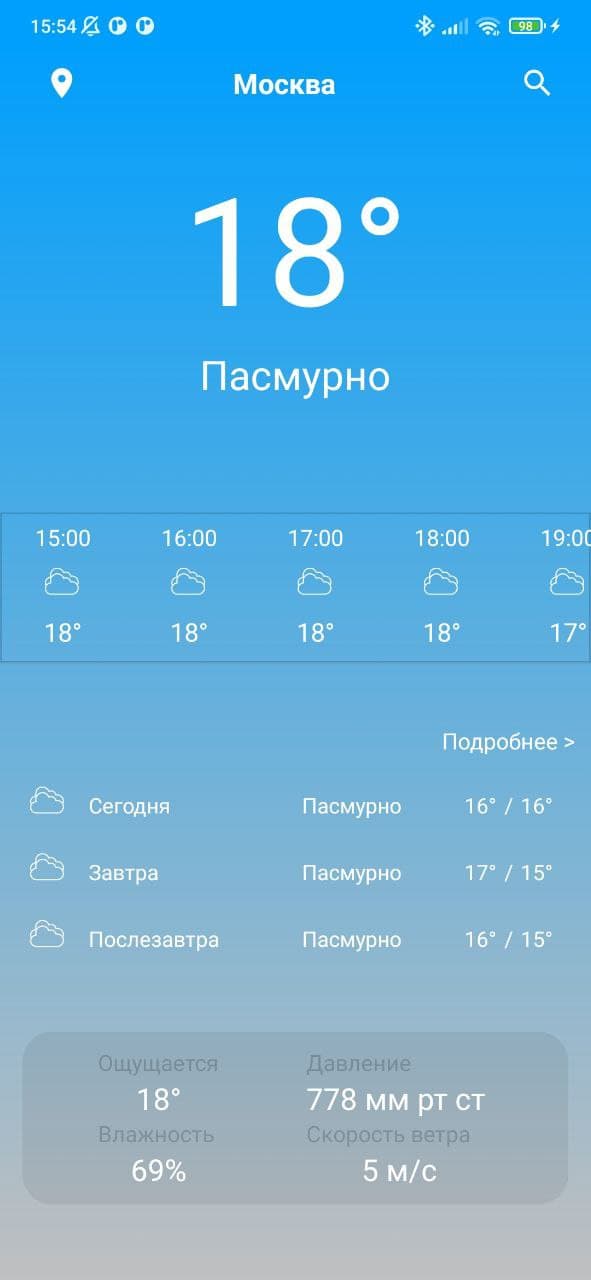 15:54 98
Москва
18°
Пасмурно
15:00 16:00 17:00 18:00 19:00
18° 18° 18° 18° 17°
Подробнее >
Сегодня Пасмурно 16° / 16°
Завтра Пасмурно 17° / 15°
Послезавтра Пасмурно 16° / 15°
Ощущается Давление
18° 778 мм рт ст
Влажность Скорость ветра
69% 5 м/с